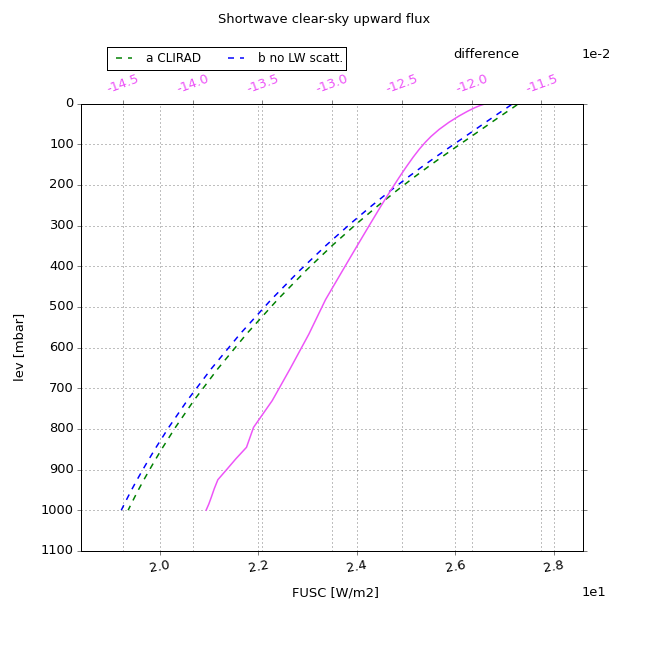 Shortwave clear-sky upward flux
a CLIRAD b no LW scatt.
difference 1e-2
-14.5 -14.0 -13.5 -13.0 -12.5 -12.0 -11.5
0
100
200
300
400
500
600
700
800
900
1000
1100
lev [mbar]
2.0 2.2 2.4 2.6 2.8
FUSC [W/m2] 1e1